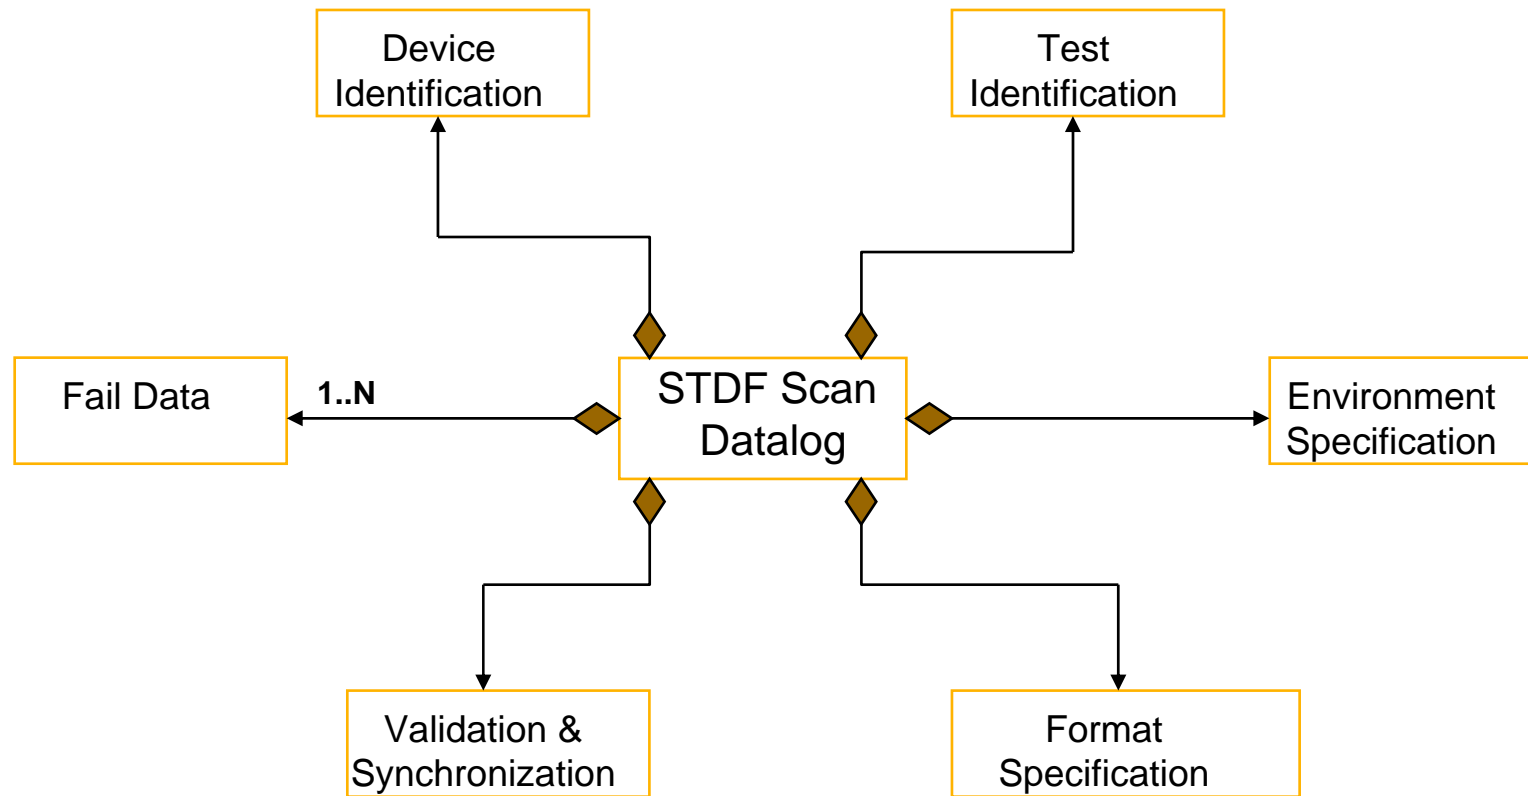 Device
Identification
Test
Identification
Fail Data
1..N
STDF Scan
Datalog
Environment
Specification
Validation &
Synchronization
Format
Specification